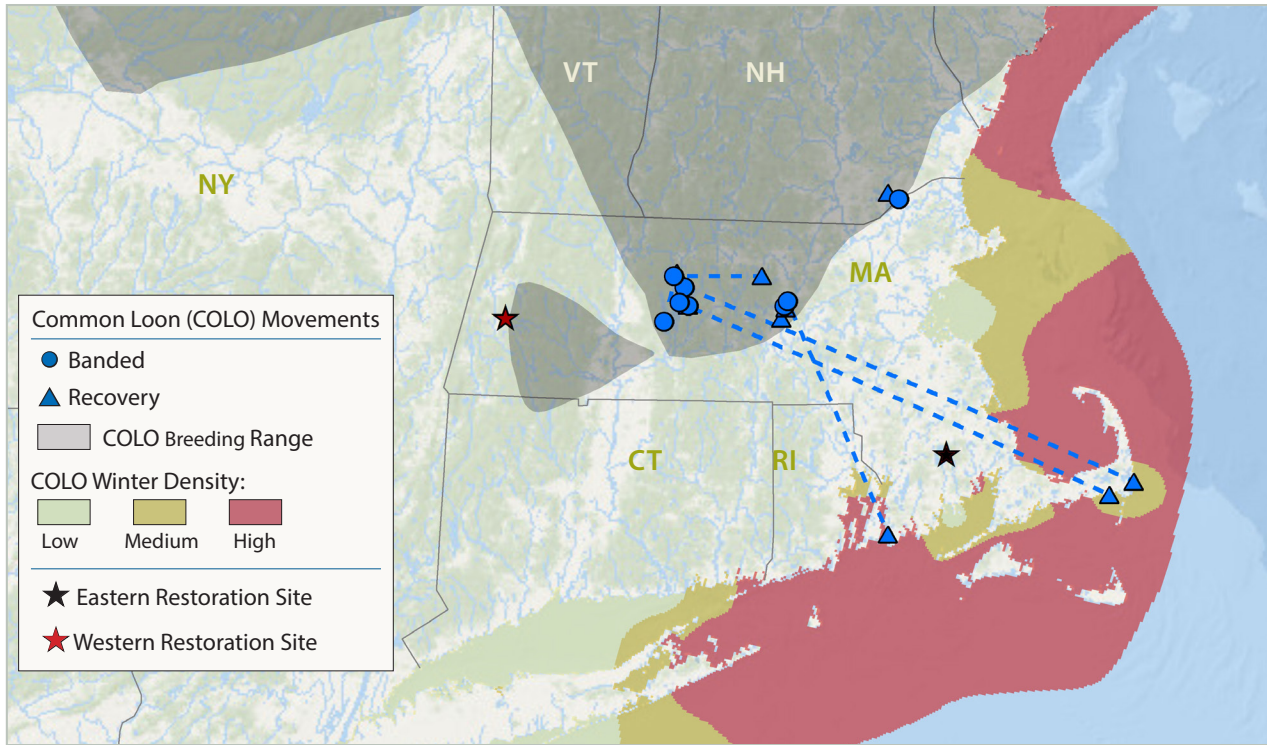 VT
NH
NY
MA
CT
RI
Common Loon (COLO) Movements
Banded
Recovery
COLO Breeding Range
COLO Winter Density:
Low
Medium
High
Eastern Restoration Site
Western Restoration Site